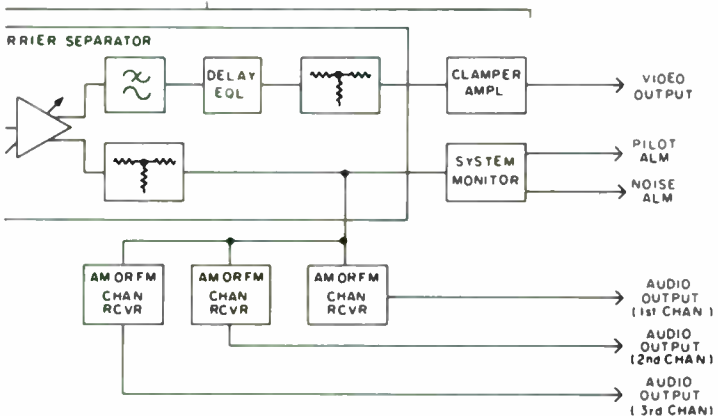 RRIER SEPARATOR
DELAY
EQL
CLAMPER
AMPL
VIDEO
OUTPUT
SYSTEM
MONITOR
PILOT
ALM
NOISE
ALM
AM OR FM
CHAN
RCVR
AM OR FM
CHAN
RCVR
AM OR FM
CHAN
RCVR
AUDIO
OUTPUT
(1st CHAN)
AUDIO
OUTPUT
(2nd CHAN)
AUDIO
OUTPUT
(3rd CHAN)